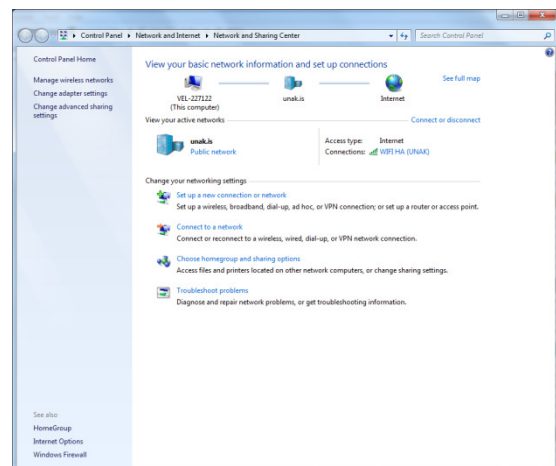 Control Panel ▸ Network and Internet ▸ Network and Sharing Center
Search Control Panel
Control Panel Home
Manage wireless networks
Change adapter settings
Change advanced sharing
settings
See also
HomeGroup
Internet Options
Windows Firewall
View your basic network information and set up connections
See full map
VEL-227122
(This computer)
unak.is
Internet
View your active networks
Connect or disconnect
unak.is
Public network
Access type: Internet
Connections: WIFI HA (UNAK)
Change your networking settings
Set up a new connection or network
Set up a wireless, broadband, dial-up, ad hoc, or VPN connection; or set up a router or access point.
Connect to a network
Connect or reconnect to a wireless, wired, dial-up, or VPN network connection.
Choose homegroup and sharing options
Access files and printers located on other network computers, or change sharing settings.
Troubleshoot problems
Diagnose and repair network problems, or get troubleshooting information.